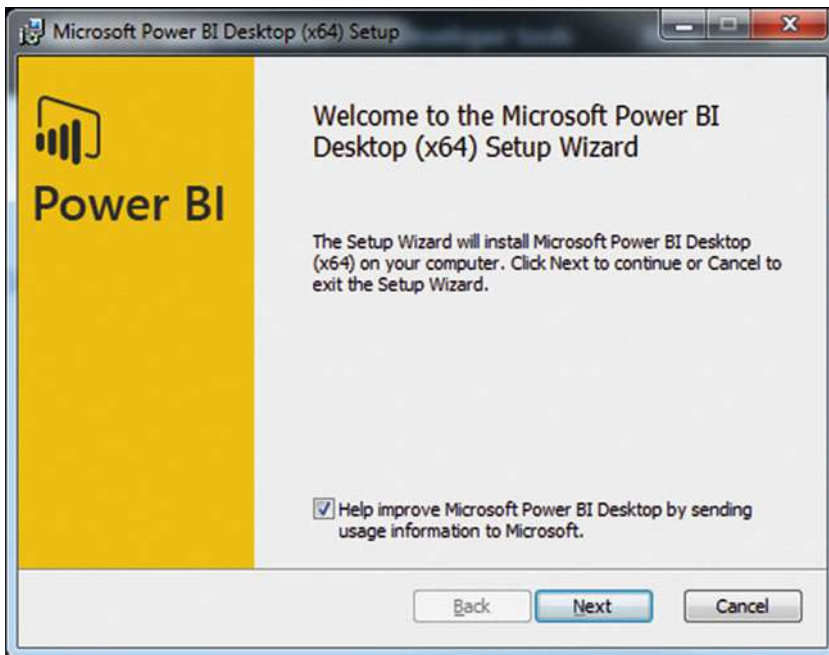 Microsoft Power BI Desktop (x64) Setup
Power BI
Welcome to the Microsoft Power BI
Desktop (x64) Setup Wizard
The Setup Wizard will install Microsoft Power BI Desktop
(x64) on your computer. Click Next to continue or Cancel to
exit the Setup Wizard.
Help improve Microsoft Power BI Desktop by sending
usage information to Microsoft.
Back Next Cancel